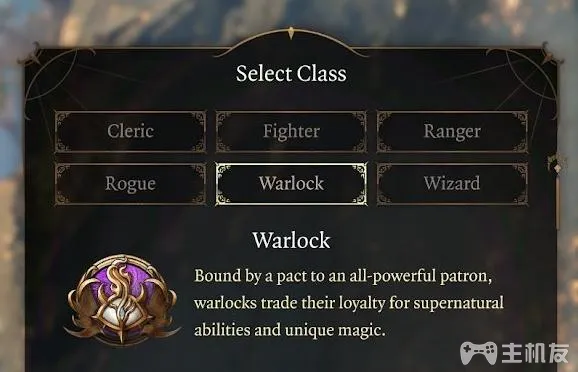 Select Class
Cleric Fighter Ranger
Rogue Warlock Wizard
Warlock
Bound by a pact to an all-powerful patron,
warlocks trade their loyalty for supernatural
abilities and unique magic.
主机友